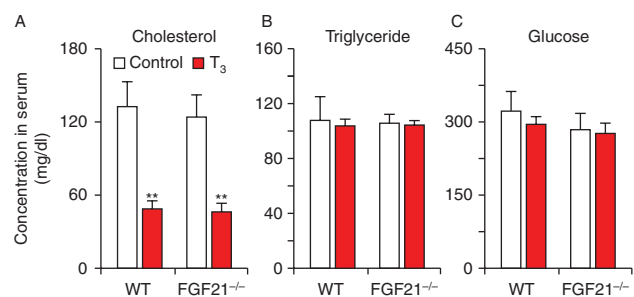 A
Cholesterol
Control
T3
Concentration in serum
(mg/dl)
180
120
60
0
**
**
WT
FGF21–/–
B
Triglyceride
160
120
80
40
0
WT
FGF21–/–
C
Glucose
450
300
150
0
WT
FGF21–/–